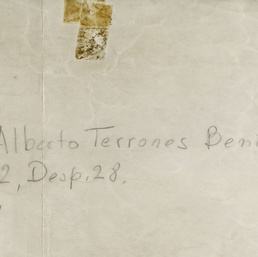 Alberto Terrones Beni
2, Desp. 28.